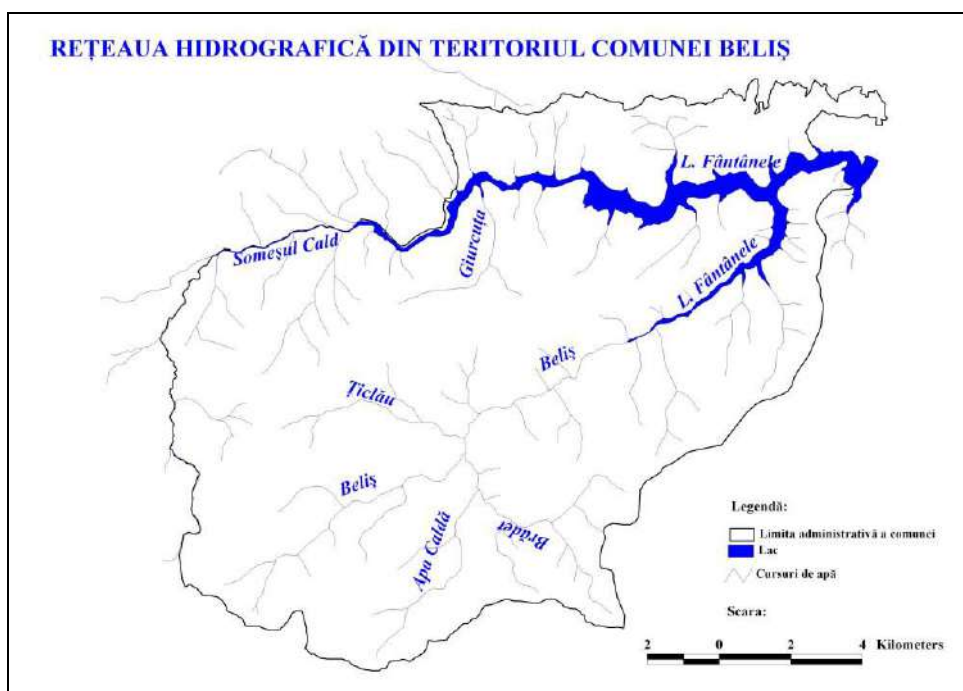 REȚEAUA HIDROGRAFICĂ DIN TERITORIUL COMUNEI BELIȘ
L. Fântânele
Someșul Cald
Giurcuța
L. Fântânele
Beliș
Țiclău
Beliș
Apa Caldă
Brădet
Legendă:
Limita administrativă a comunei
Lac
Cursuri de apă
Scara:
2 0 2 4 Kilometers